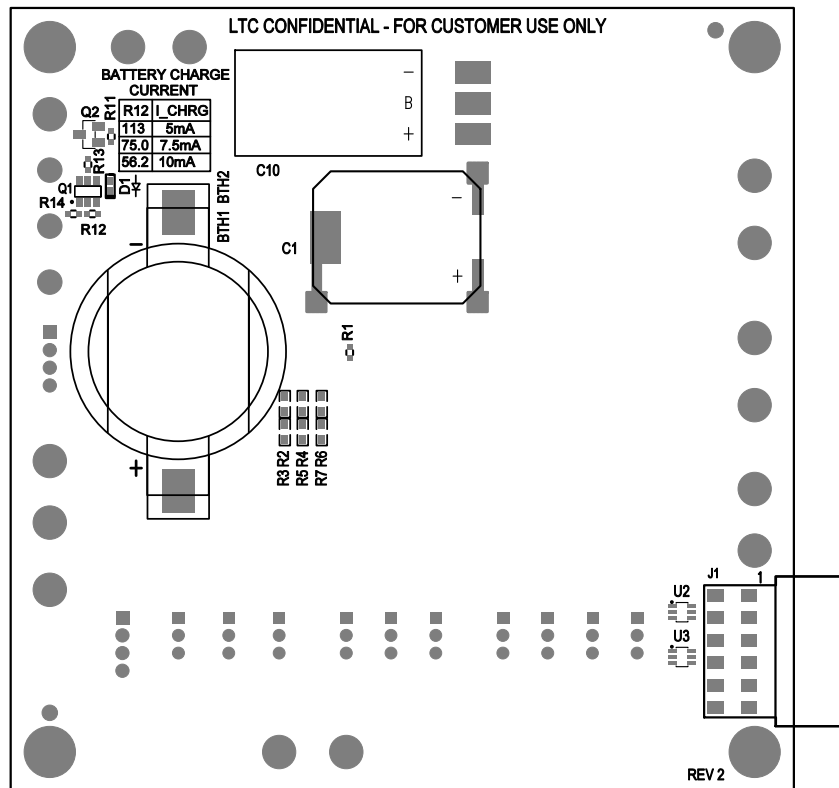 LTC CONFIDENTIAL - FOR CUSTOMER USE ONLY
BATTERY CHARGE
CURRENT
R12 I_CHRG
113 5mA
75.0 7.5mA
56.2 10mA
Q2
R11
R13
Q1
D1
R14
R12
BTH1 BTH2
−
+
−
B
+
C10
C1
−
+
R1
R3 R2
R5 R4
R7 R6
J1
1
U2
U3
REV 2